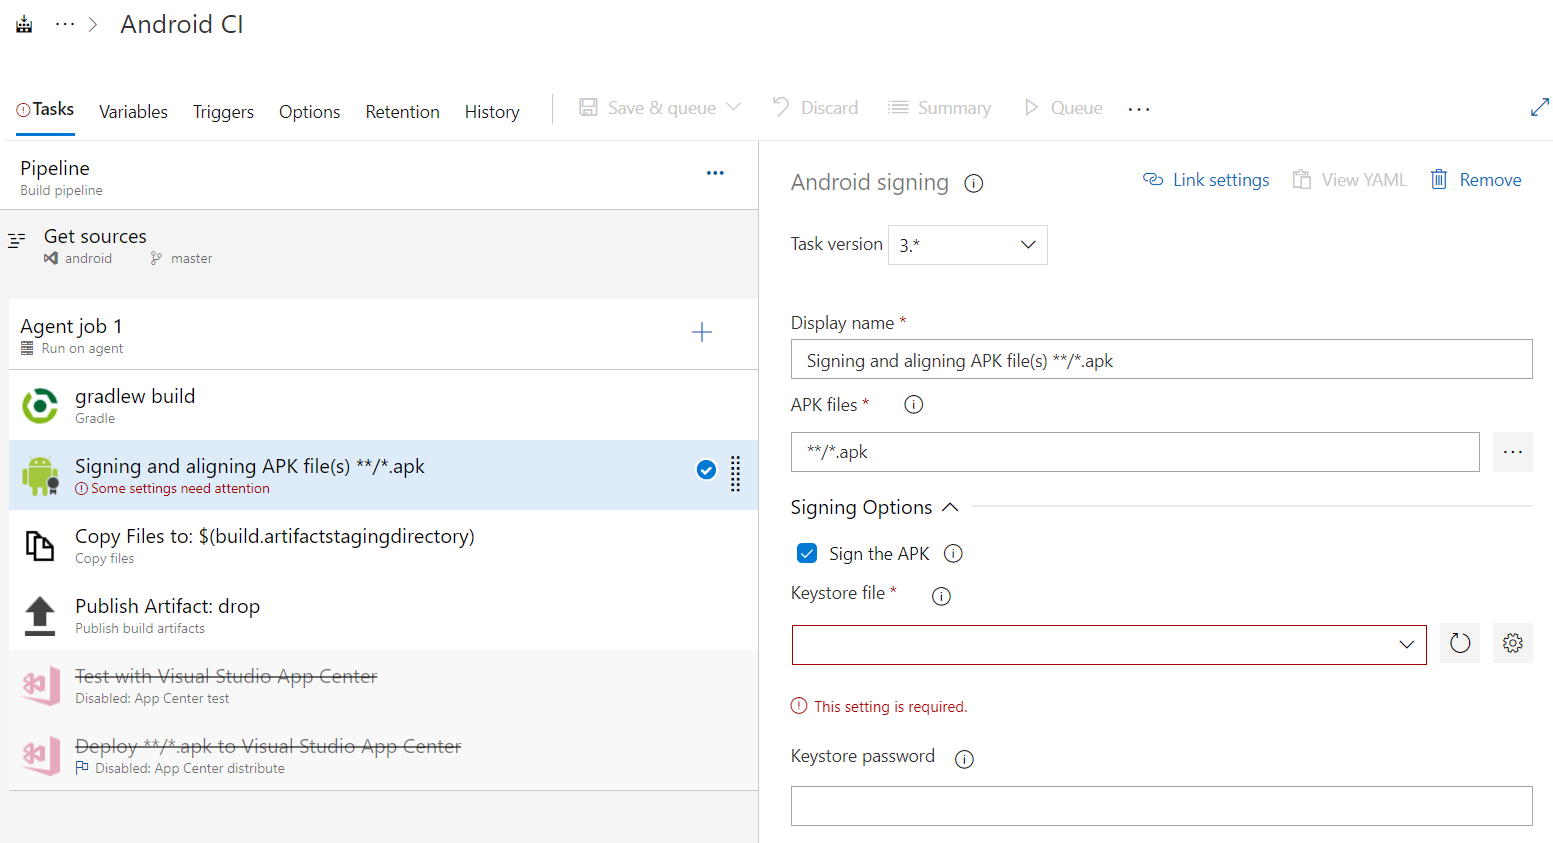 ··· > Android CI
Tasks Variables Triggers Options Retention History Save & queue Discard Summary Queue ···
Pipeline
Build pipeline
Get sources
android master
Agent job 1
Run on agent
gradlew build
Gradle
Signing and aligning APK file(s) **/*.apk
Some settings need attention
Copy Files to: $(build.artifactstagingdirectory)
Copy files
Publish Artifact: drop
Publish build artifacts
Test with Visual Studio App Center
Disabled: App Center test
Deploy **/*.apk to Visual Studio App Center
Disabled: App Center distribute
Android signing Link settings View YAML Remove
Task version 3.*
Display name *
Signing and aligning APK file(s) **/*.apk
APK files *
**/*.apk
Signing Options
Sign the APK
Keystore file *
This setting is required.
Keystore password